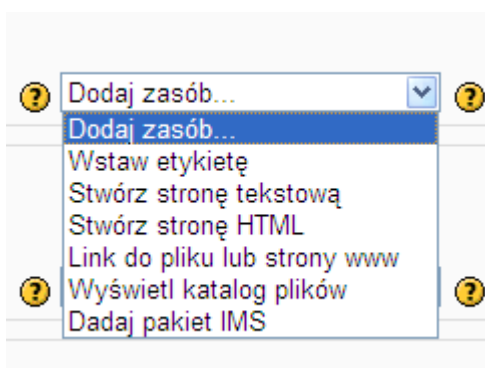 Dodaj zasób...
Dodaj zasób...
Wstaw etykietę
Stwórz stronę tekstową
Stwórz stronę HTML
Link do pliku lub strony www
Wyświetl katalog plików
Dadaj pakiet IMS